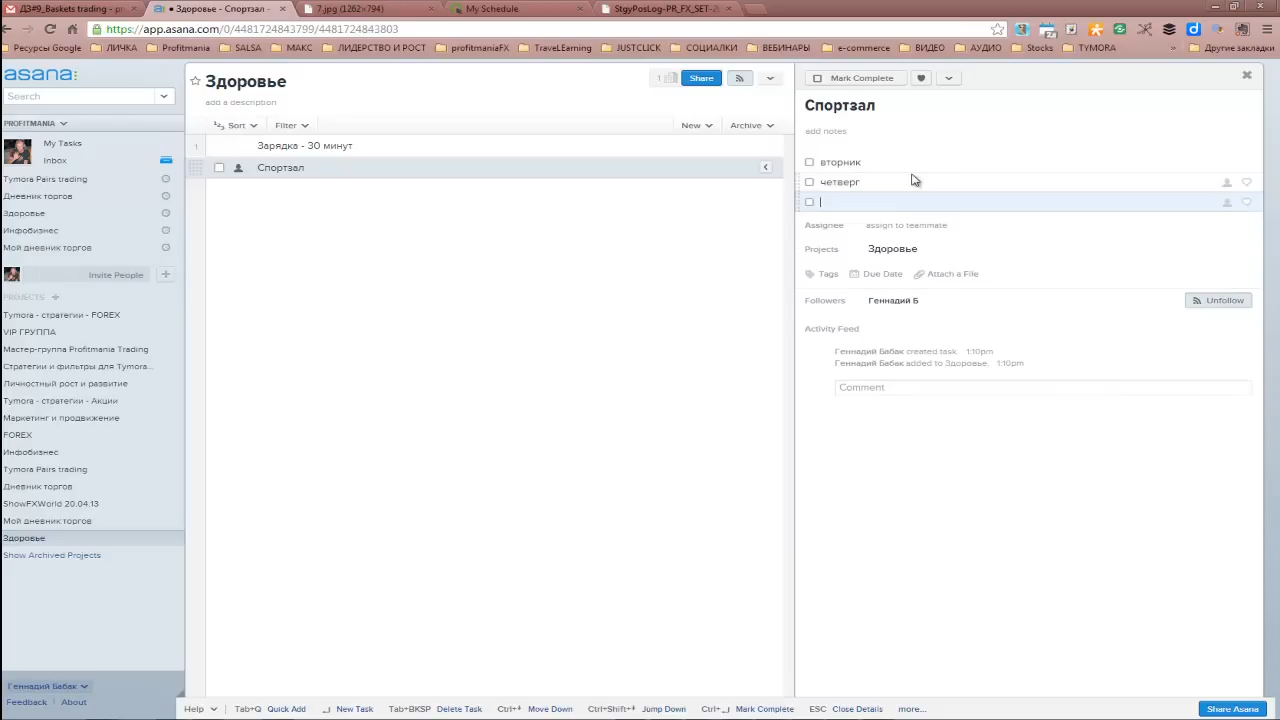 ДЗ#9_Baskets trading - pr
• Здоровье - Спортзал
7.jpg (1262×794)
My Schedule
StgyPosLog-PR_FX_SET-20
https://app.asana.com/0/4481724843799/4481724843803
Ресурсы Google
ЛИЧКА
Profitmania
SALSA
МАКС
ЛИДЕРСТВО И РОСТ
profitmaniaFX
TraveLEarning
JUSTCLICK
СОЦИАЛКИ
ВЕБИНАРЫ
e-commerce
ВИДЕО
АУДИО
Stocks
TYMORA
»
Другие закладки
asana:
Search
PROFITMANIA
My Tasks
Inbox
Tymora Pairs trading
Дневник торгов
Здоровье
Инфобизнес
Мой дневник торгов
Invite People
PROJECTS
Tymora - стратегии - FOREX
VIP ГРУППА
Мастер-группа Profitmania Trading
Стратегии и фильтры для Tymora...
Личностный рост и развитие
Tymora - стратегии - Акции
Маркетинг и продвижение
FOREX
Инфобизнес
Tymora Pairs trading
Дневник торгов
ShowFXWorld 20.04.13
Мой дневник торгов
Здоровье
Show Archived Projects
Геннадий Бабак
Feedback
About
Здоровье
1
Share
add a description
Sort
Filter
New
Archive
1
Зарядка - 30 минут
Спортзал
Mark Complete
Спортзал
add notes
вторник
четверг
Assignee
assign to teammate
Projects
Здоровье
Tags
Due Date
Attach a File
Followers
Геннадий Б
Unfollow
Activity Feed
Геннадий Бабак created task. 1:10pm
Геннадий Бабак added to Здоровье. 1:10pm
Comment
Help
Tab+Q Quick Add
New Task
Tab+BKSP Delete Task
Ctrl+ Move Down
Ctrl+Shift+ Jump Down
Ctrl+ Mark Complete
ESC Close Details
more...
Share Asana